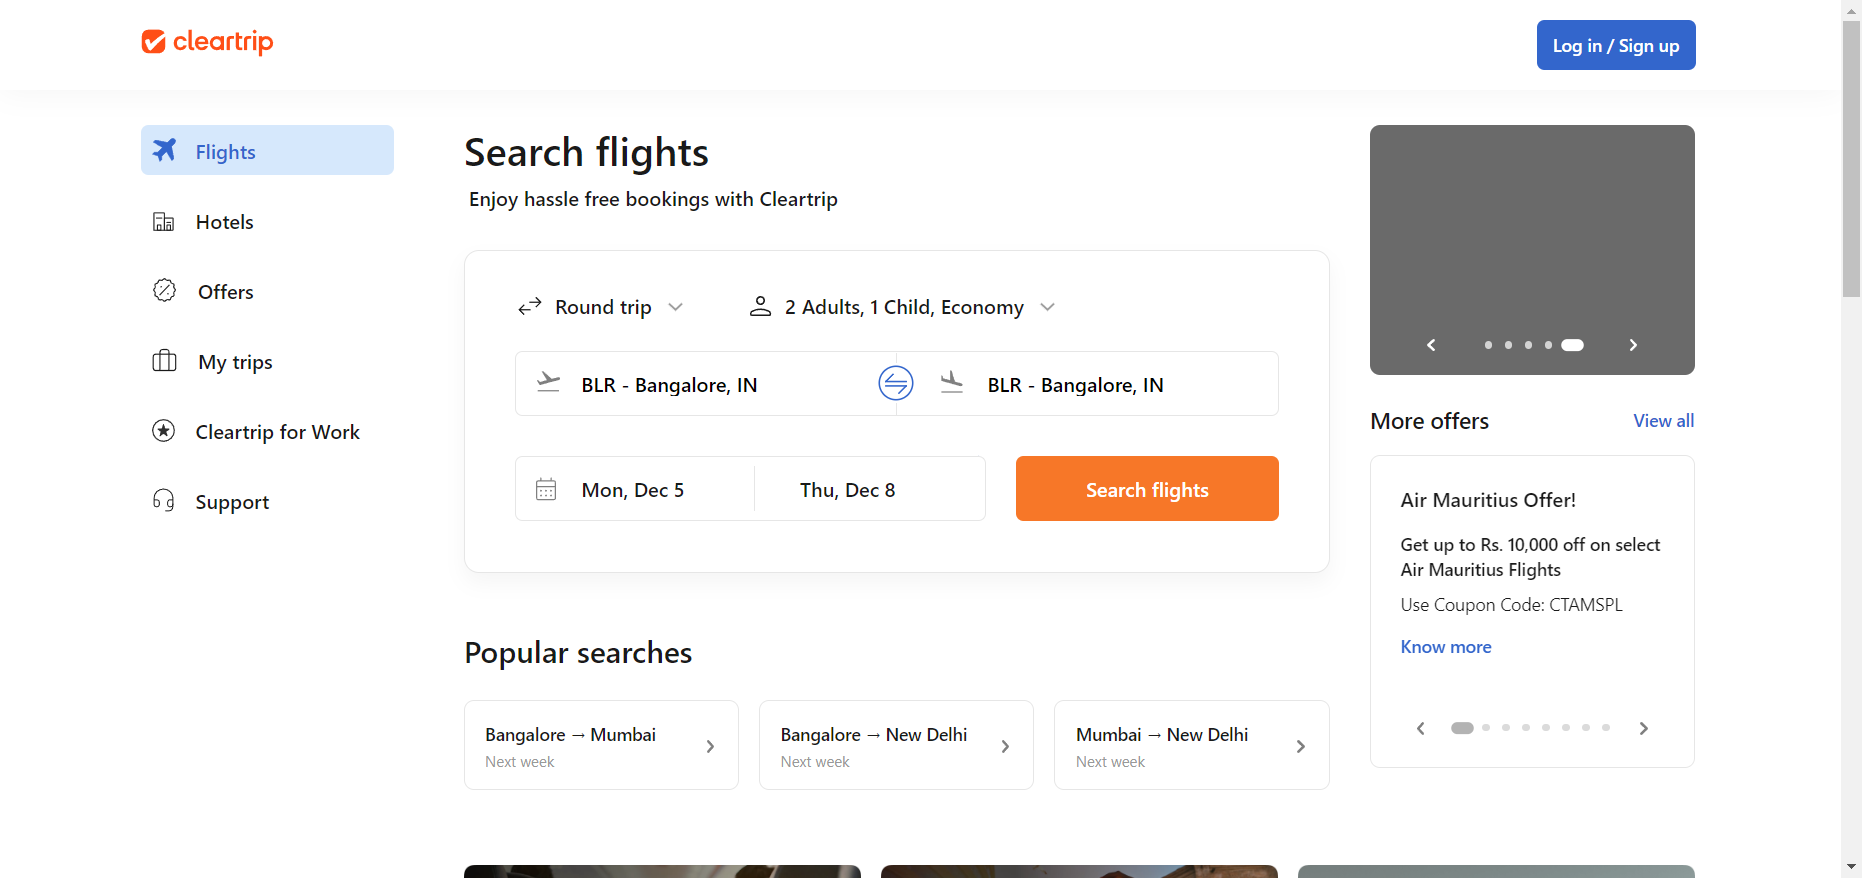 cleartrip
Log in / Sign up
Flights
Hotels
Offers
My trips
Cleartrip for Work
Support
Search flights
Enjoy hassle free bookings with Cleartrip
Round trip
2 Adults, 1 Child, Economy
BLR - Bangalore, IN
BLR - Bangalore, IN
Mon, Dec 5
Thu, Dec 8
Search flights
Popular searches
Bangalore → Mumbai
Next week
Bangalore → New Delhi
Next week
Mumbai → New Delhi
Next week
More offers
View all
Air Mauritius Offer!
Get up to Rs. 10,000 off on select
Air Mauritius Flights
Use Coupon Code: CTAMSPL
Know more